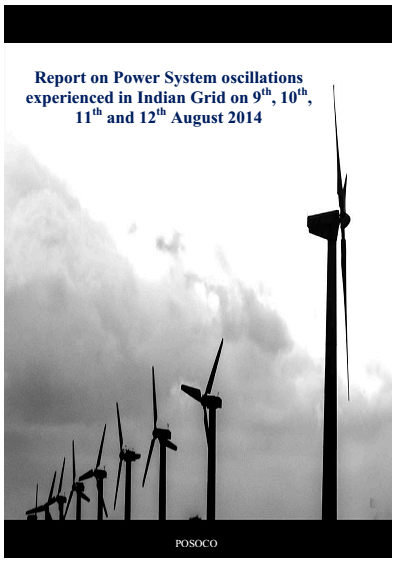 Report on Power System oscillations
experienced in Indian Grid on 9th, 10th,
11th and 12th August 2014
POSOCO